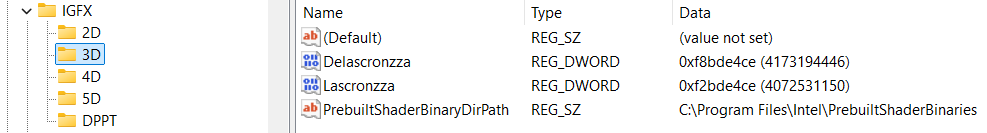 IGFX
2D
3D
4D
5D
DPPT
Name Type Data
(Default) REG_SZ (value not set)
Delascronzza REG_DWORD 0xf8bde4ce (4173194446)
Lascronzza REG_DWORD 0xf2bde4ce (4072531150)
PrebuiltShaderBinaryDirPath REG_SZ C:\Program Files\Intel\PrebuiltShaderBinaries